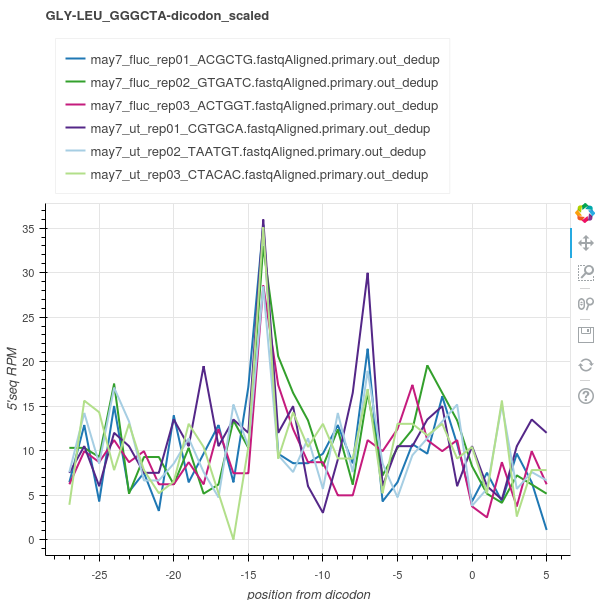 GLY-LEU_GGGCTA-dicodon_scaled
may7_fluc_rep01_ACGCTG.fastqAligned.primary.out_dedup
may7_fluc_rep02_GTGATC.fastqAligned.primary.out_dedup
may7_fluc_rep03_ACTGGT.fastqAligned.primary.out_dedup
may7_ut_rep01_CGTGCA.fastqAligned.primary.out_dedup
may7_ut_rep02_TAATGT.fastqAligned.primary.out_dedup
may7_ut_rep03_CTACAC.fastqAligned.primary.out_dedup
35
30
25
20
15
10
5
0
5'seq RPM
-25 -20 -15 -10 -5 0 5
position from dicodon